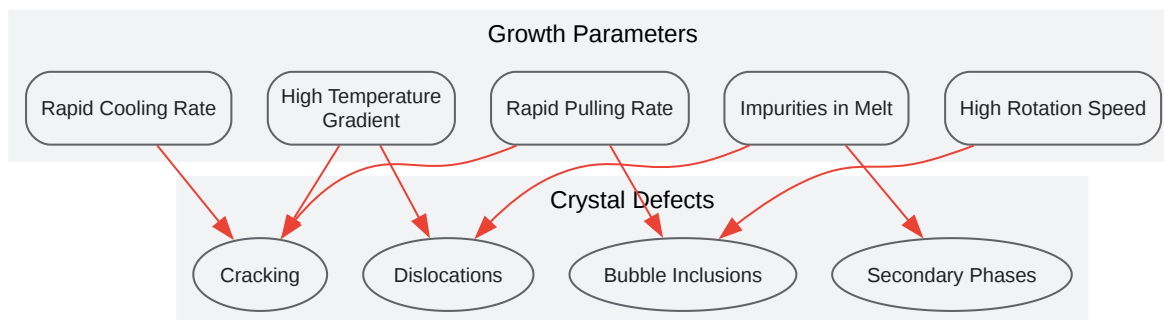 Growth Parameters
Rapid Cooling Rate
High Temperature
Gradient
Rapid Pulling Rate
Impurities in Melt
High Rotation Speed
Crystal Defects
Cracking
Dislocations
Bubble Inclusions
Secondary Phases